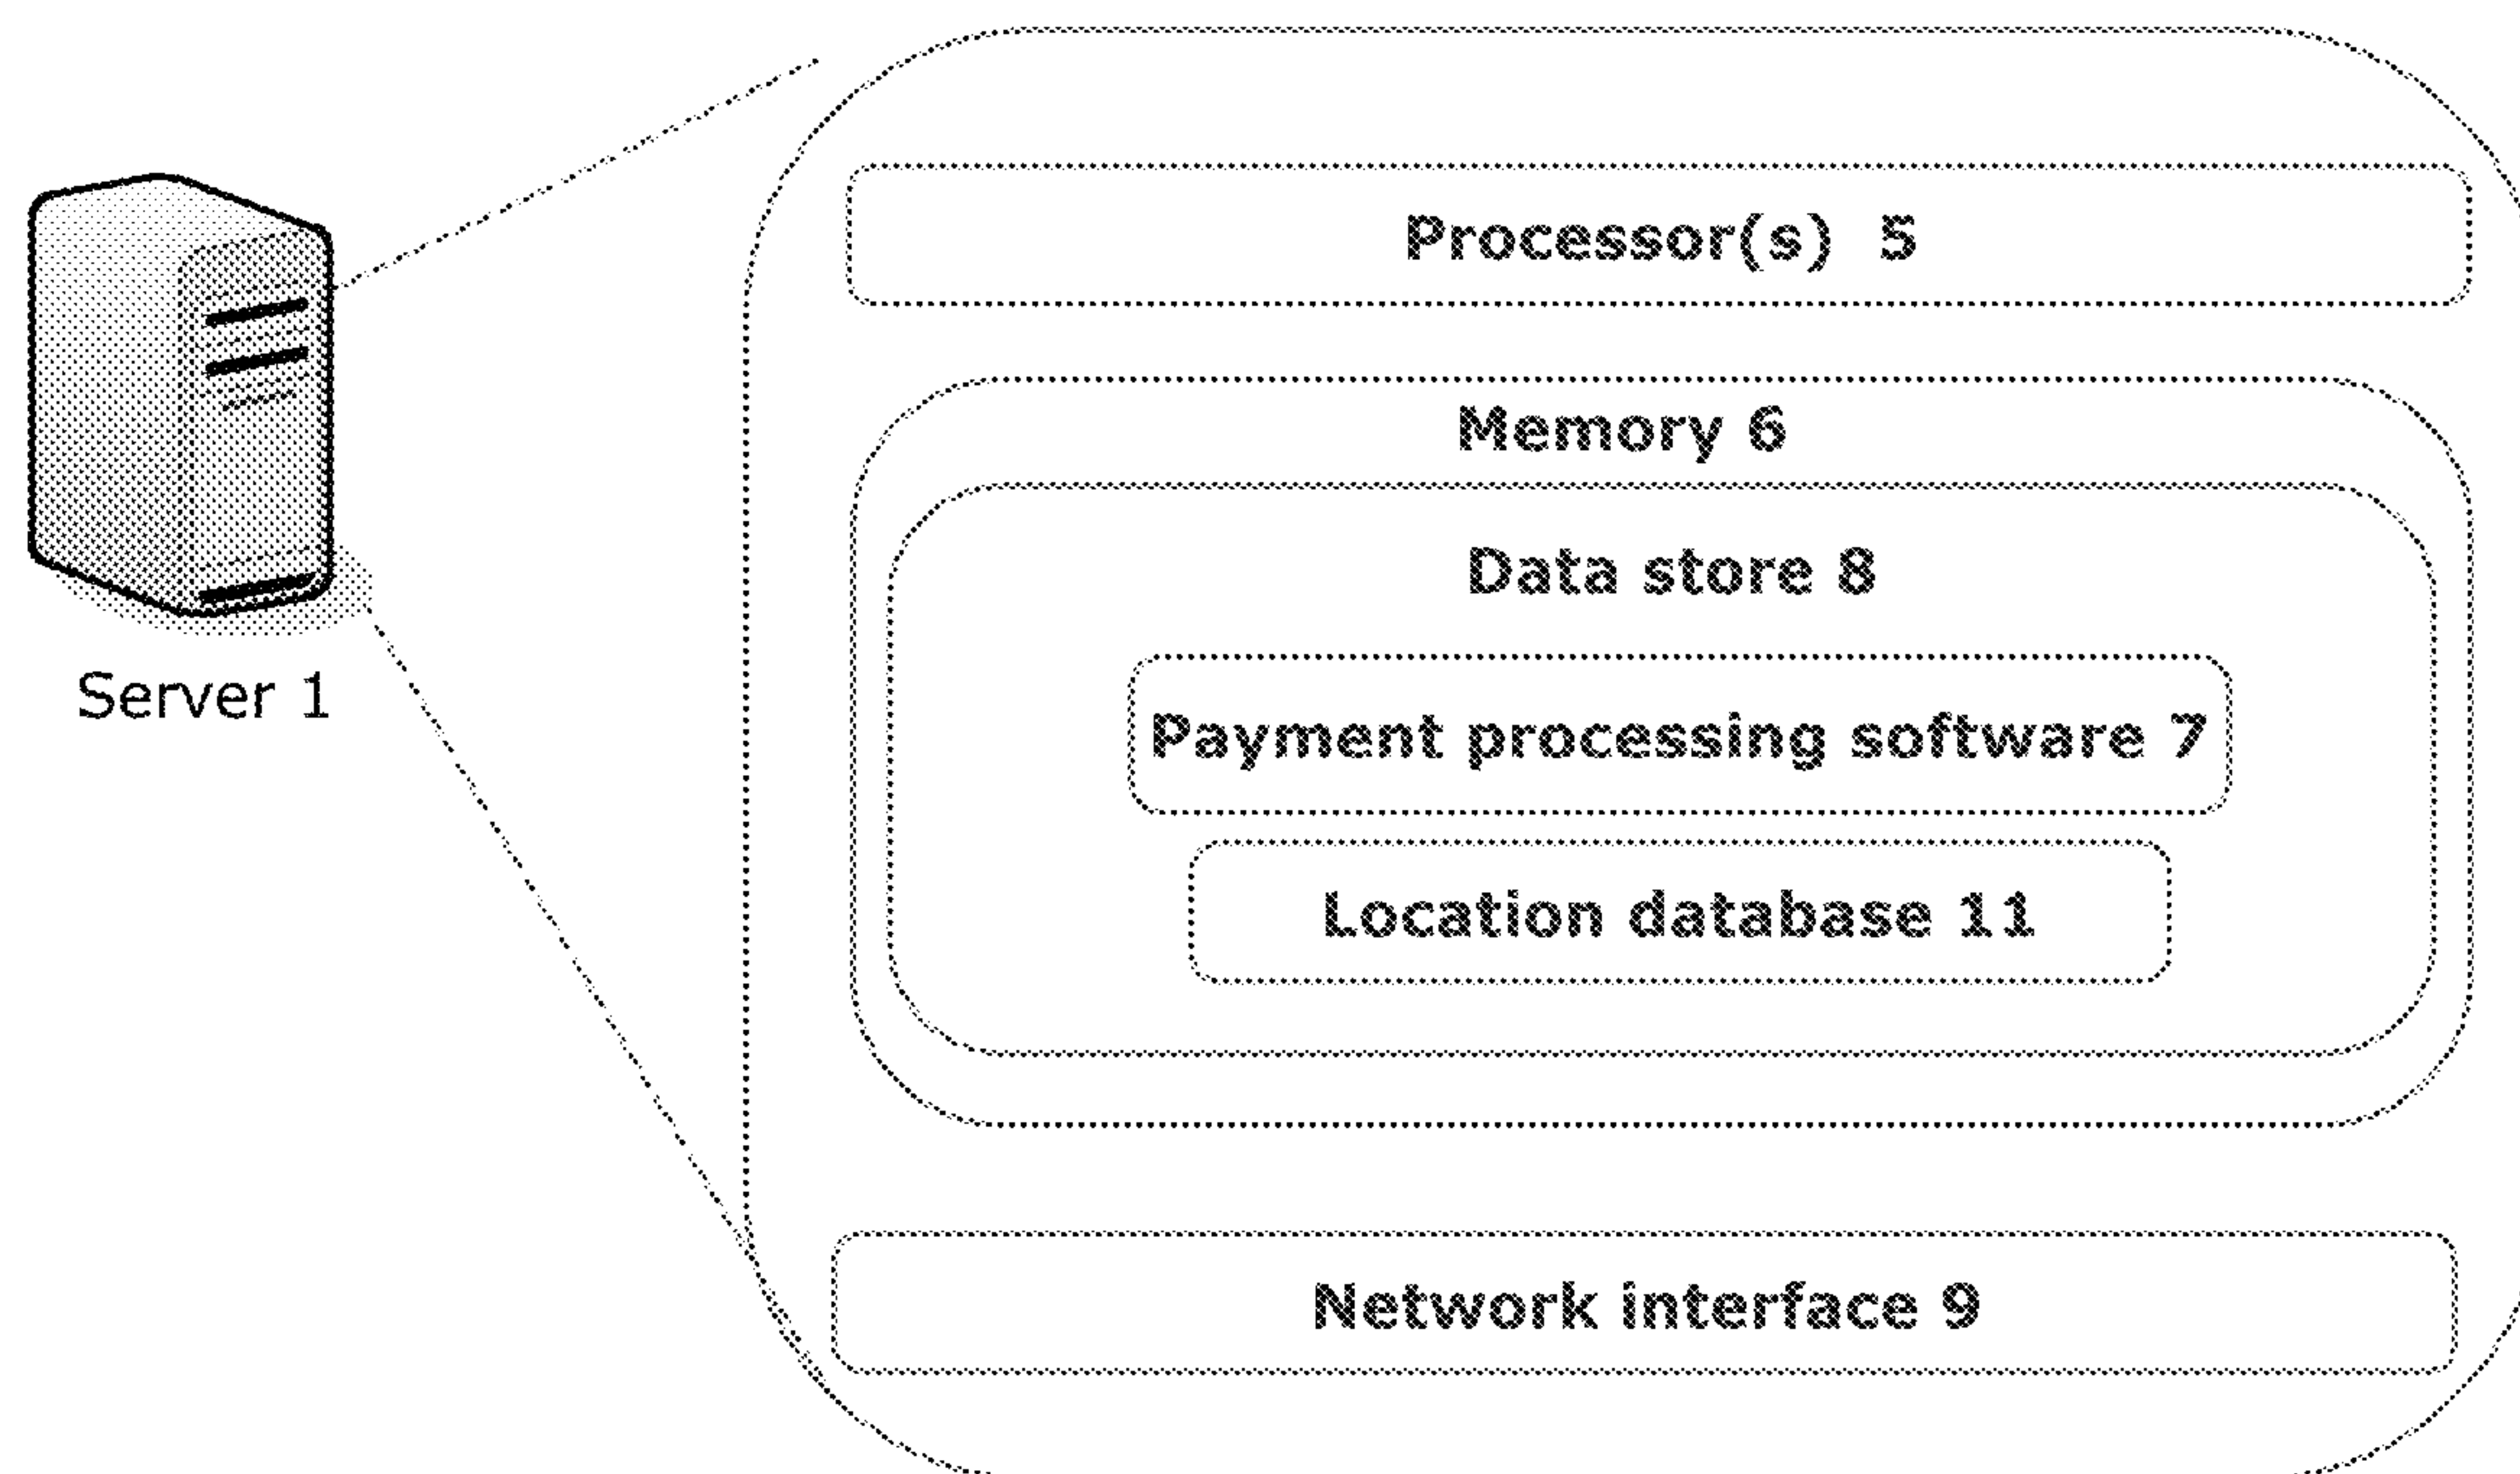 Processor(s) 5
Memory 6
Data store 8
Server 1
Payment processing software 7
Location database 11
Network interface 9